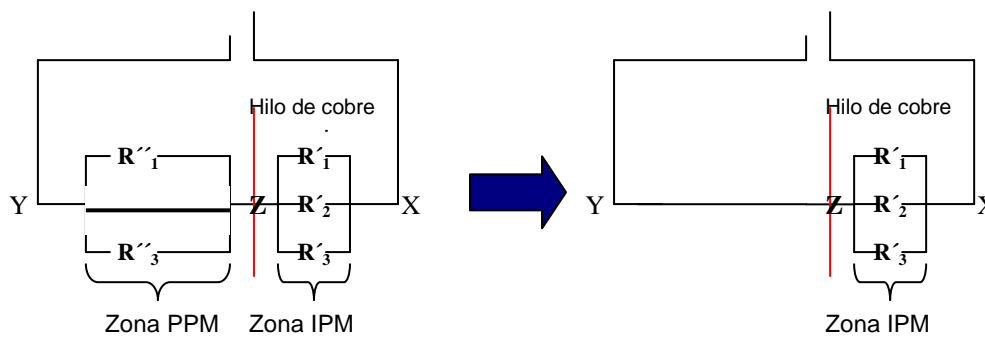 Hilo de cobre
R´´1 R´1
Y Z R´2 X
R´´3 R´3
Zona PPM Zona IPM
Hilo de cobre
R´1
Y Z R´2 X
R´3
Zona IPM